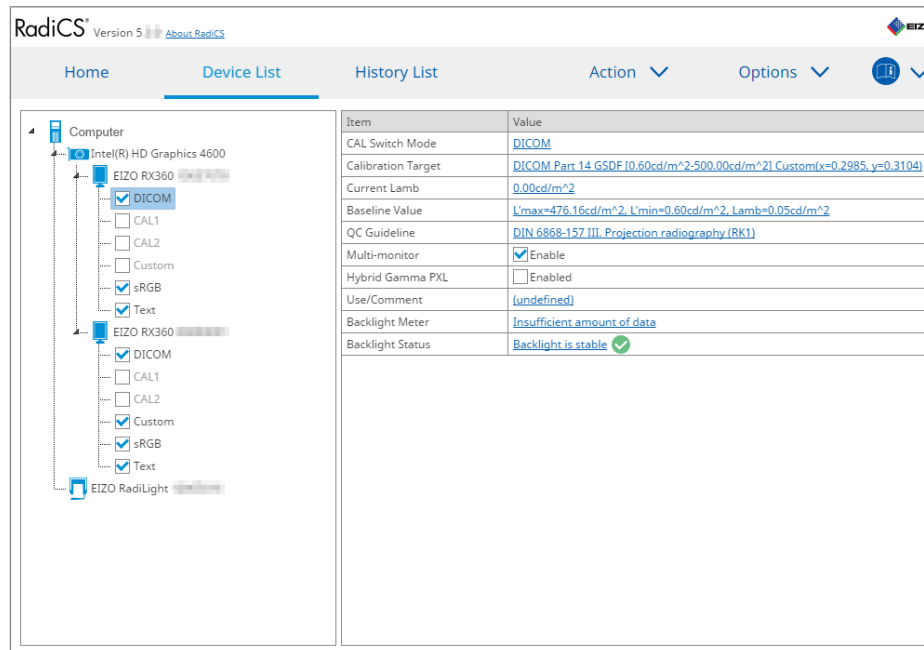 RadiCS® Version 5. About RadiCS
EIZ
Home Device List History List Action Options
Computer
Intel(R) HD Graphics 4600
EIZO RX360
DICOM
CAL1
CAL2
Custom
sRGB
Text
EIZO RX360
DICOM
CAL1
CAL2
Custom
sRGB
Text
EIZO RadiLight
Item Value
CAL Switch Mode DICOM
Calibration Target DICOM Part 14 GSDF [0.60cd/m^2-500.00cd/m^2] Custom(x=0.2985, y=0.3104)
Current Lamb 0.00cd/m^2
Baseline Value L'max=476.16cd/m^2, L'min=0.60cd/m^2, Lamb=0.05cd/m^2
QC Guideline DIN 6868-157 III. Projection radiography (RK1)
Multi-monitor Enable
Hybrid Gamma PXL Enabled
Use/Comment (undefined)
Backlight Meter Insufficient amount of data
Backlight Status Backlight is stable